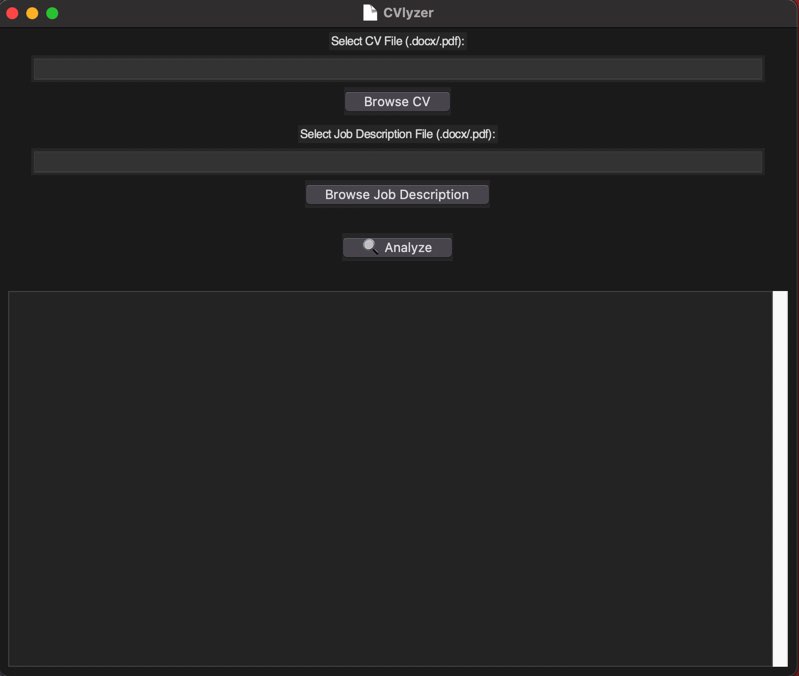 CVlyzer
Select CV File (.docx/.pdf):
Browse CV
Select Job Description File (.docx/.pdf):
Browse Job Description
Analyze